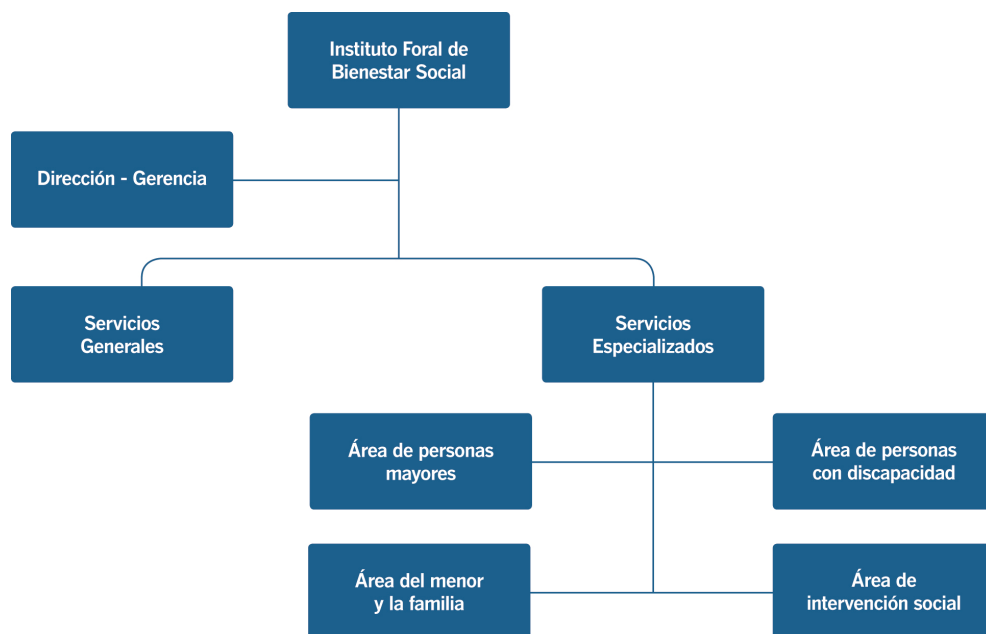 Instituto Foral de
Bienestar Social
Dirección - Gerencia
Servicios
Generales
Servicios
Especializados
Área de personas
mayores
Área de personas
con discapacidad
Área del menor
y la familia
Área de
intervención social